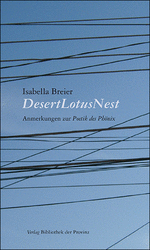 Isabella Breier
DesertLotusNest
Anmerkungen zur Poetik des Phönix
Verlag Bibliothek der Provinz